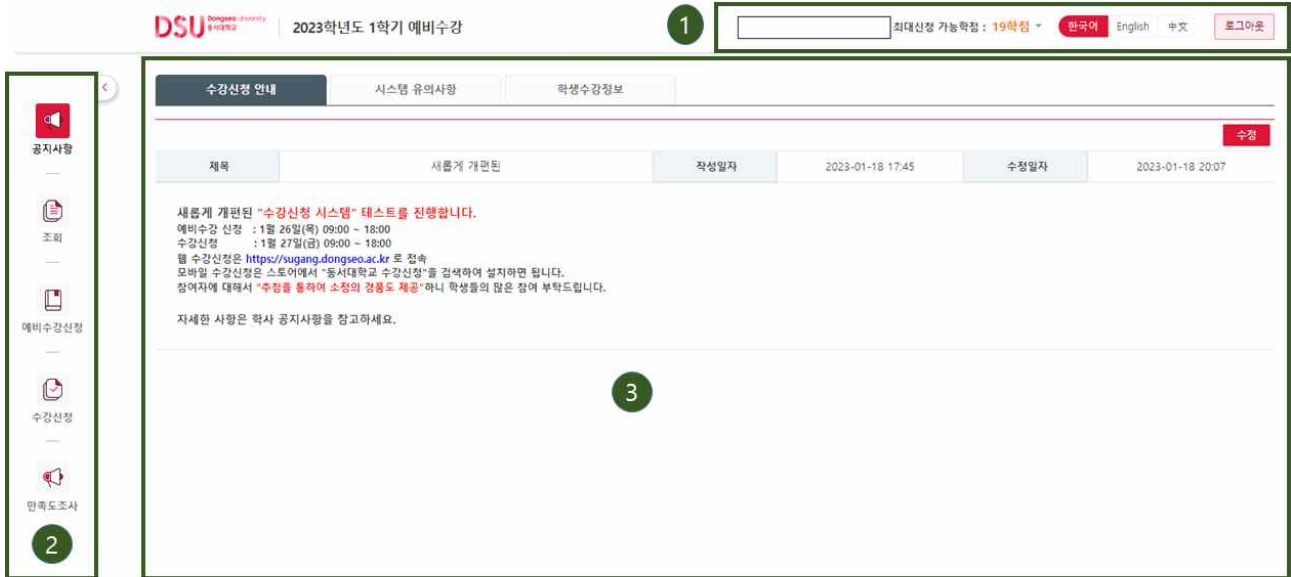 DSU Dongseo University 동서대학교
2023학년도 1학기 예비수강
1
최대신청 가능학점 : 19학점
한국어 English 中文
로그아웃
공지사항
조회
예비수강신청
수강신청
만족도조사
2
수강신청 안내 시스템 유의사항 학생수강정보
수정
제목 새롭게 개편된 작성일자 2023-01-18 17:45 수정일자 2023-01-18 20:07
새롭게 개편된 "수강신청 시스템" 테스트를 진행합니다.
예비수강 신청 : 1월 26일(목) 09:00 ~ 18:00
수강신청 : 1월 27일(금) 09:00 ~ 18:00
웹 수강신청은 https://sugang.dongseo.ac.kr 로 접속
모바일 수강신청은 스토어에서 "동서대학교 수강신청"을 검색하여 설치하면 됩니다.
참여자에 대해서 "추첨을 통하여 소정의 경품도 제공"하니 학생들의 많은 참여 부탁드립니다.
자세한 사항은 학사 공지사항을 참고하세요.
3